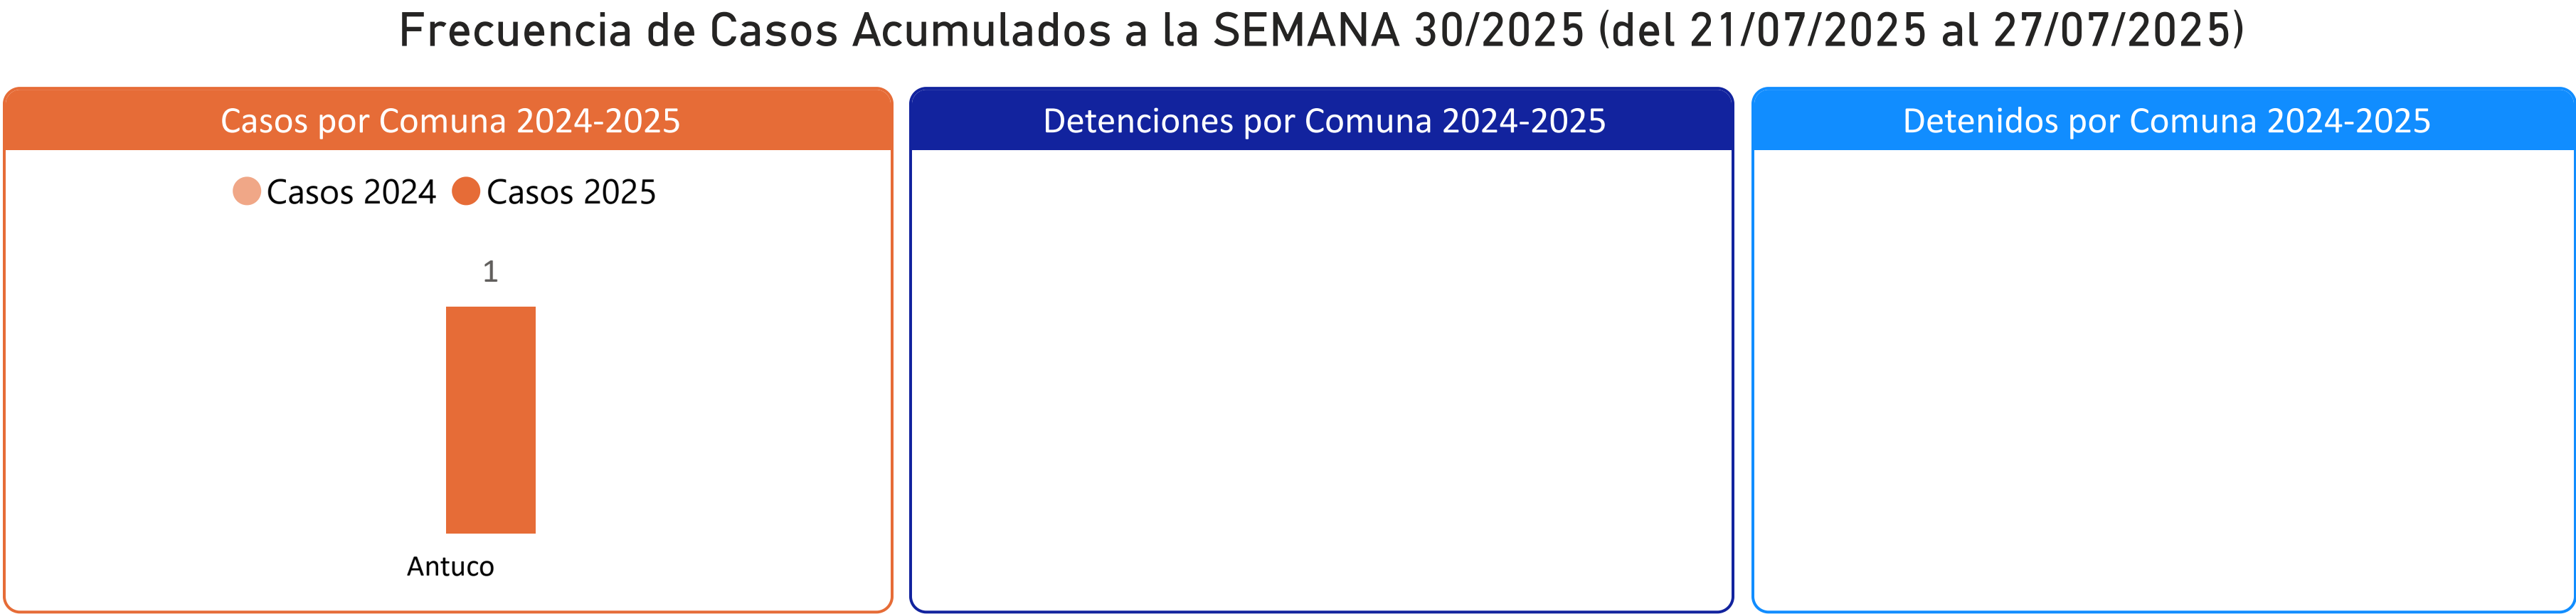 Frecuencia de Casos Acumulados a la SEMANA 30/2025 (del 21/07/2025 al 27/07/2025)
Casos por Comuna 2024-2025
Casos 2024 Casos 2025
1
Antuco
Detenciones por Comuna 2024-2025
Detenidos por Comuna 2024-2025